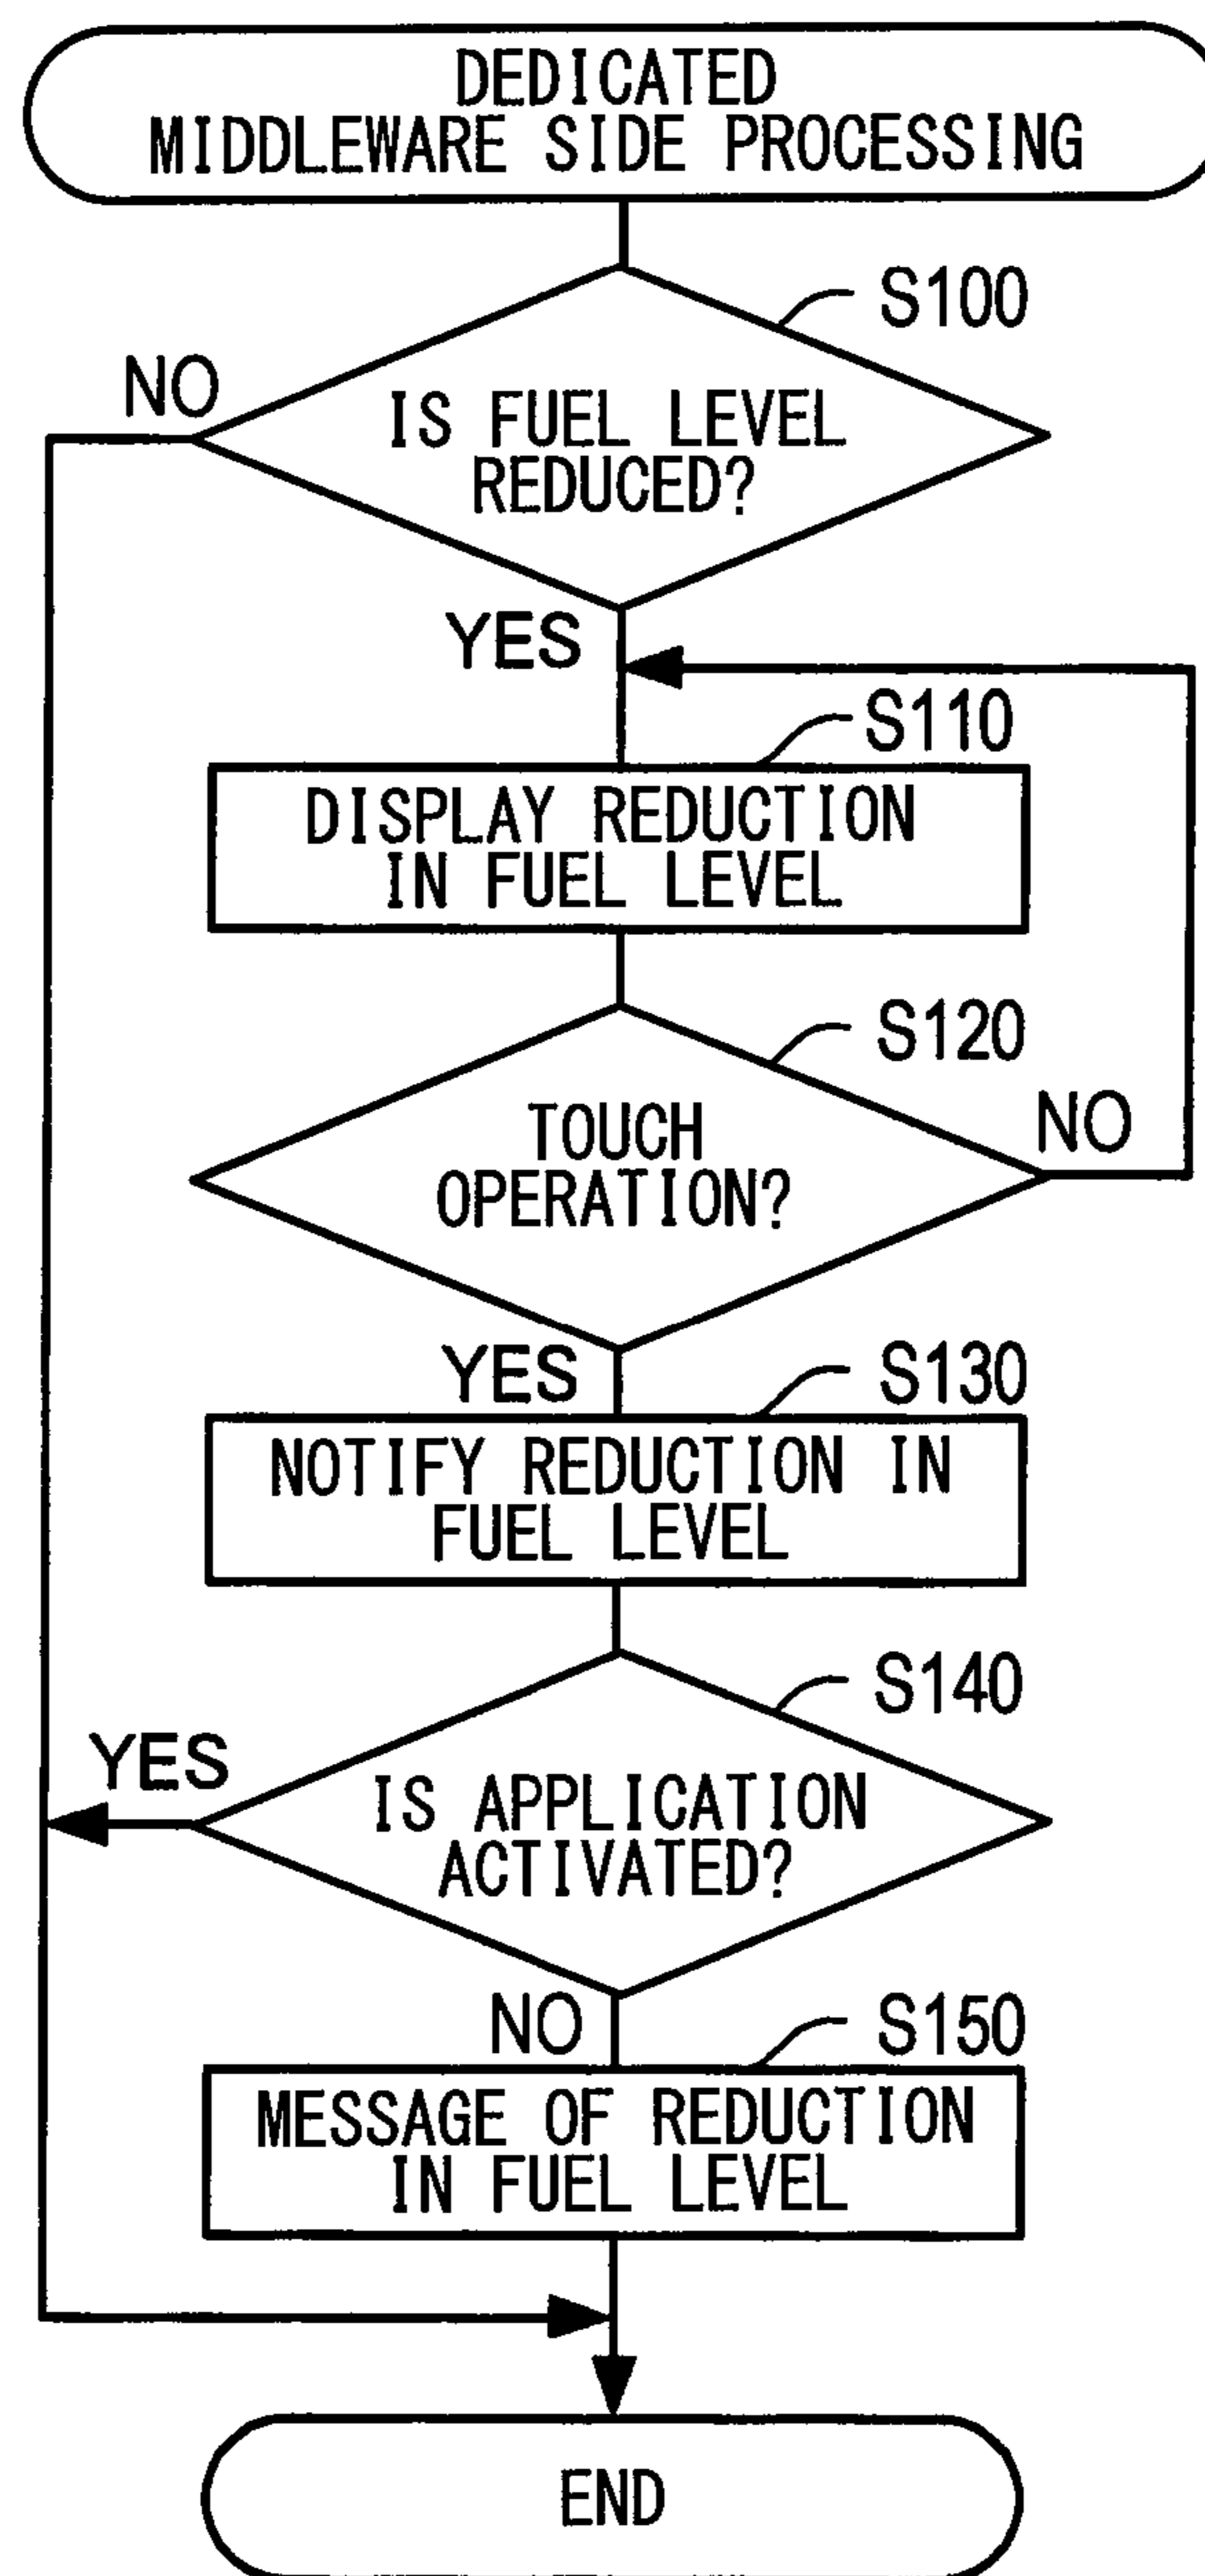 DEDICATED
MIDDLEWARE SIDE PROCESSING
S100
NO
IS FUEL LEVEL
REDUCED?
YES
S110
DISPLAY REDUCTION
IN FUEL LEVEL
S120
TOUCH
OPERATION?
NO
YES
S130
NOTIFY REDUCTION IN
FUEL LEVEL
S140
YES
IS APPLICATION
ACTIVATED?
NO
S150
MESSAGE OF REDUCTION
IN FUEL LEVEL
END